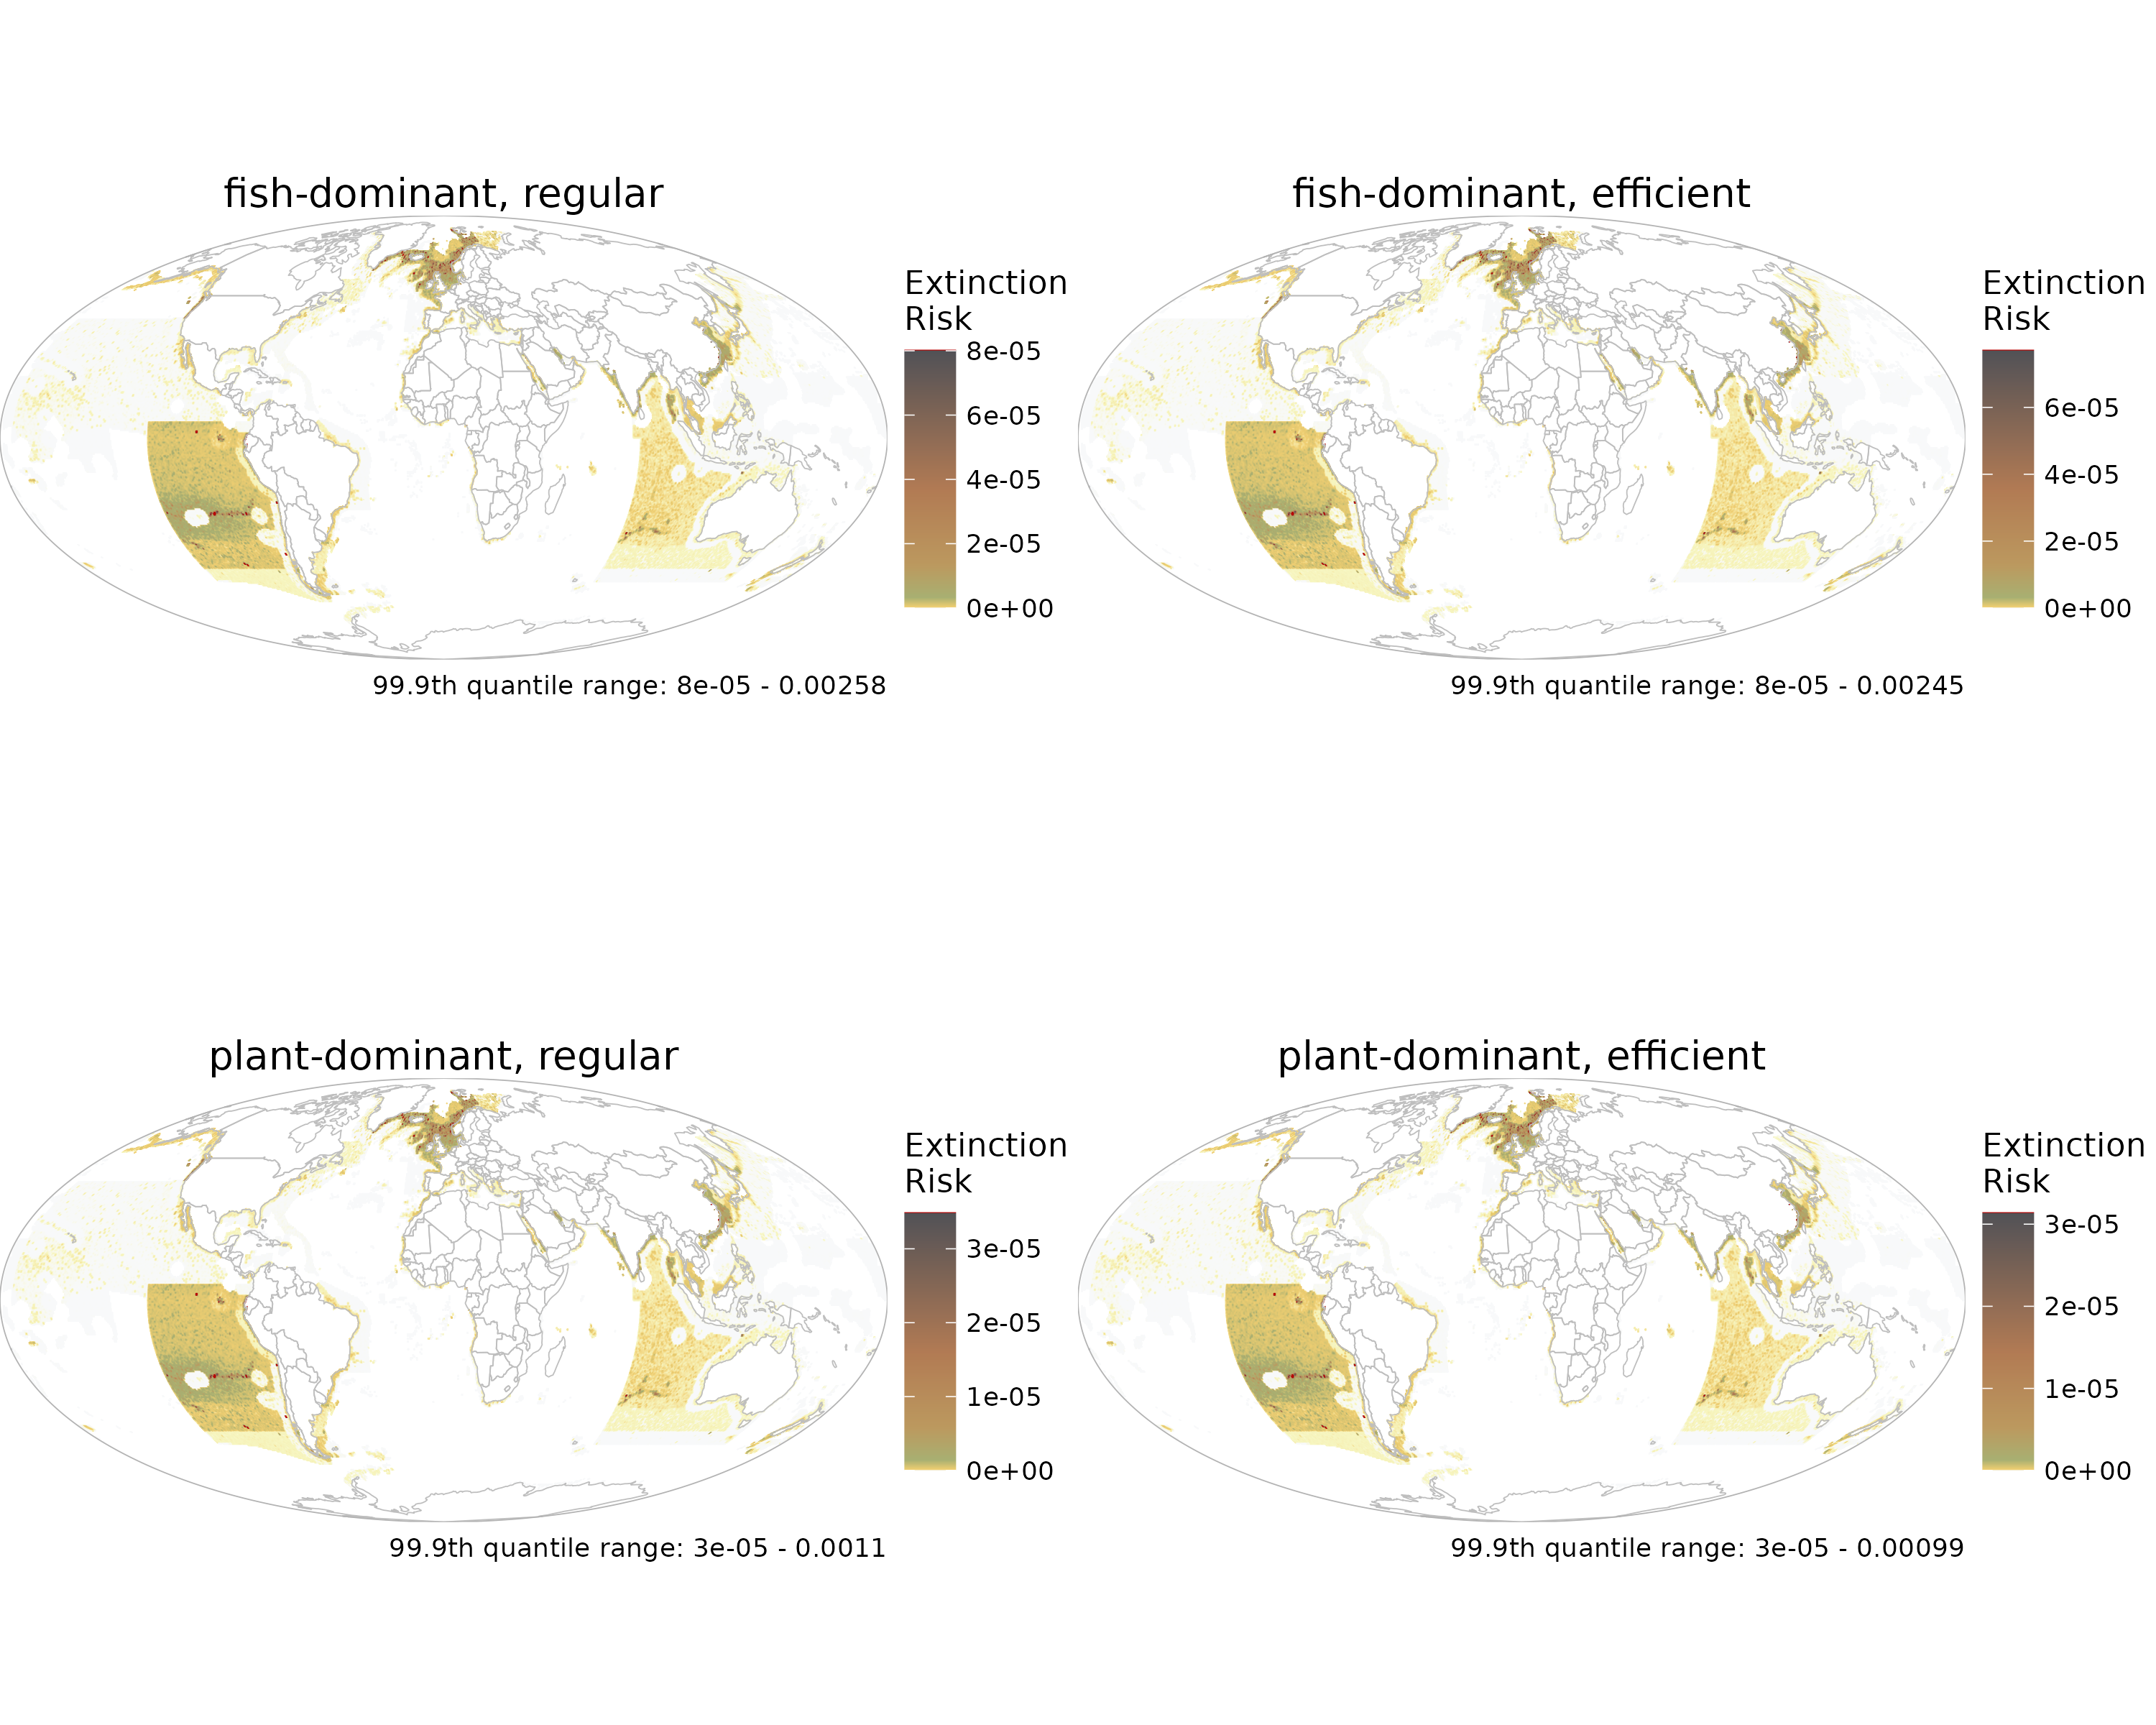 fish-dominant, regular
Extinction
Risk
8e-05
6e-05
4e-05
2e-05
0e+00
99.9th quantile range: 8e-05 - 0.00258
fish-dominant, efficient
Extinction
Risk
6e-05
4e-05
2e-05
0e+00
99.9th quantile range: 8e-05 - 0.00245
plant-dominant, regular
Extinction
Risk
3e-05
2e-05
1e-05
0e+00
99.9th quantile range: 3e-05 - 0.0011
plant-dominant, efficient
Extinction
Risk
3e-05
2e-05
1e-05
0e+00
99.9th quantile range: 3e-05 - 0.00099